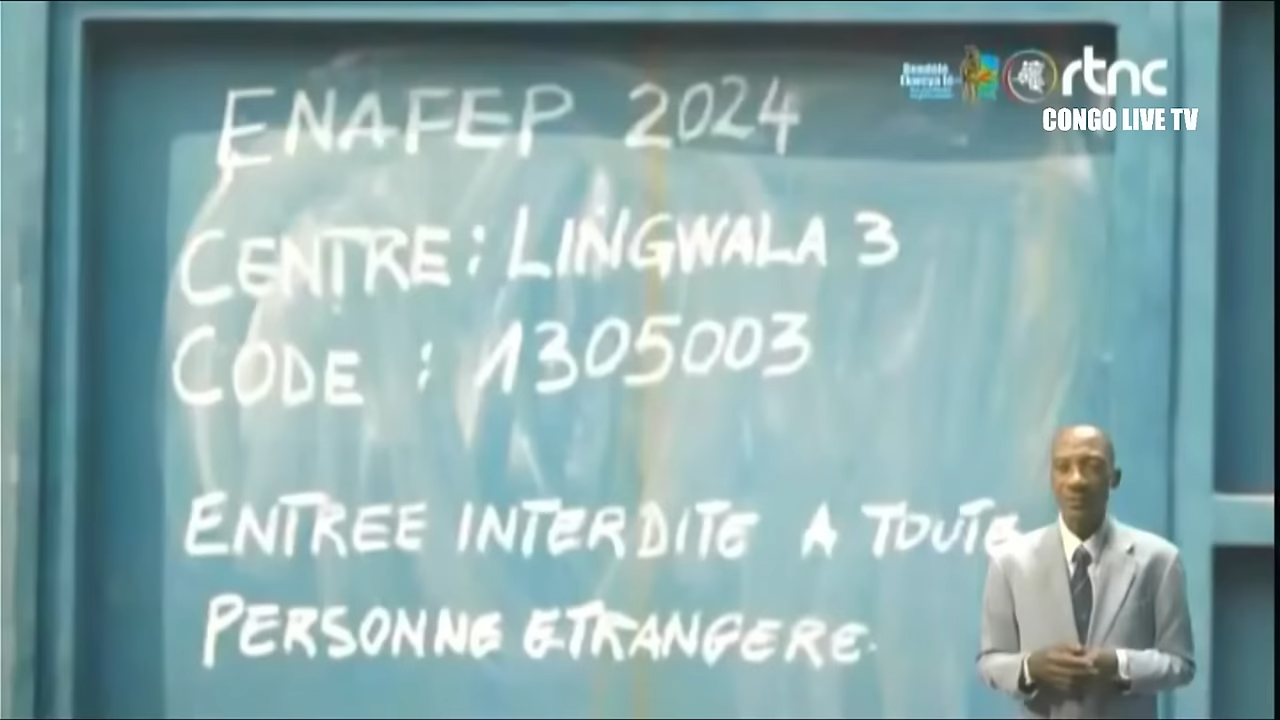 ENAFEP 2024
CENTRE : LINGWALA 3
CODE : 1305003
ENTREE INTERDITE A TOUTE
PERSONNE ETRANGERE.
rtnc
CONGO LIVE TV